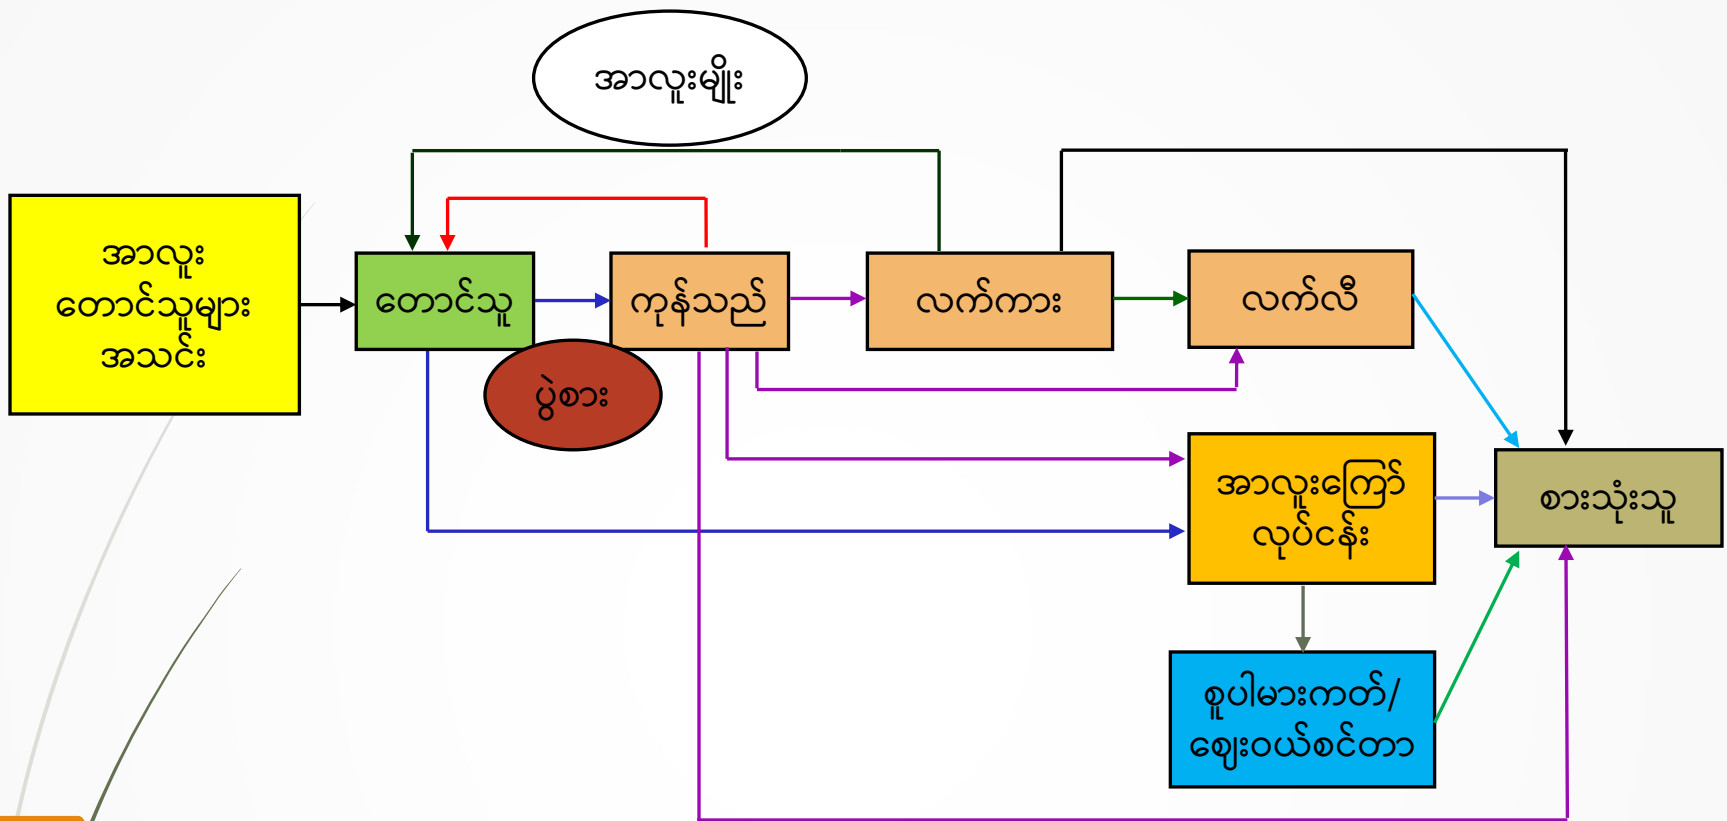 အာလူးမျိုး
အာလူး
တောင်သူများ
အသင်း
တောင်သူ
ကုန်သည်
လက်ကား
လက်လီ
ပွဲစား
အာလူးကြော်
လုပ်ငန်း
စားသုံးသူ
စူပါမားကတ်/
ဈေးဝယ်စင်တာ